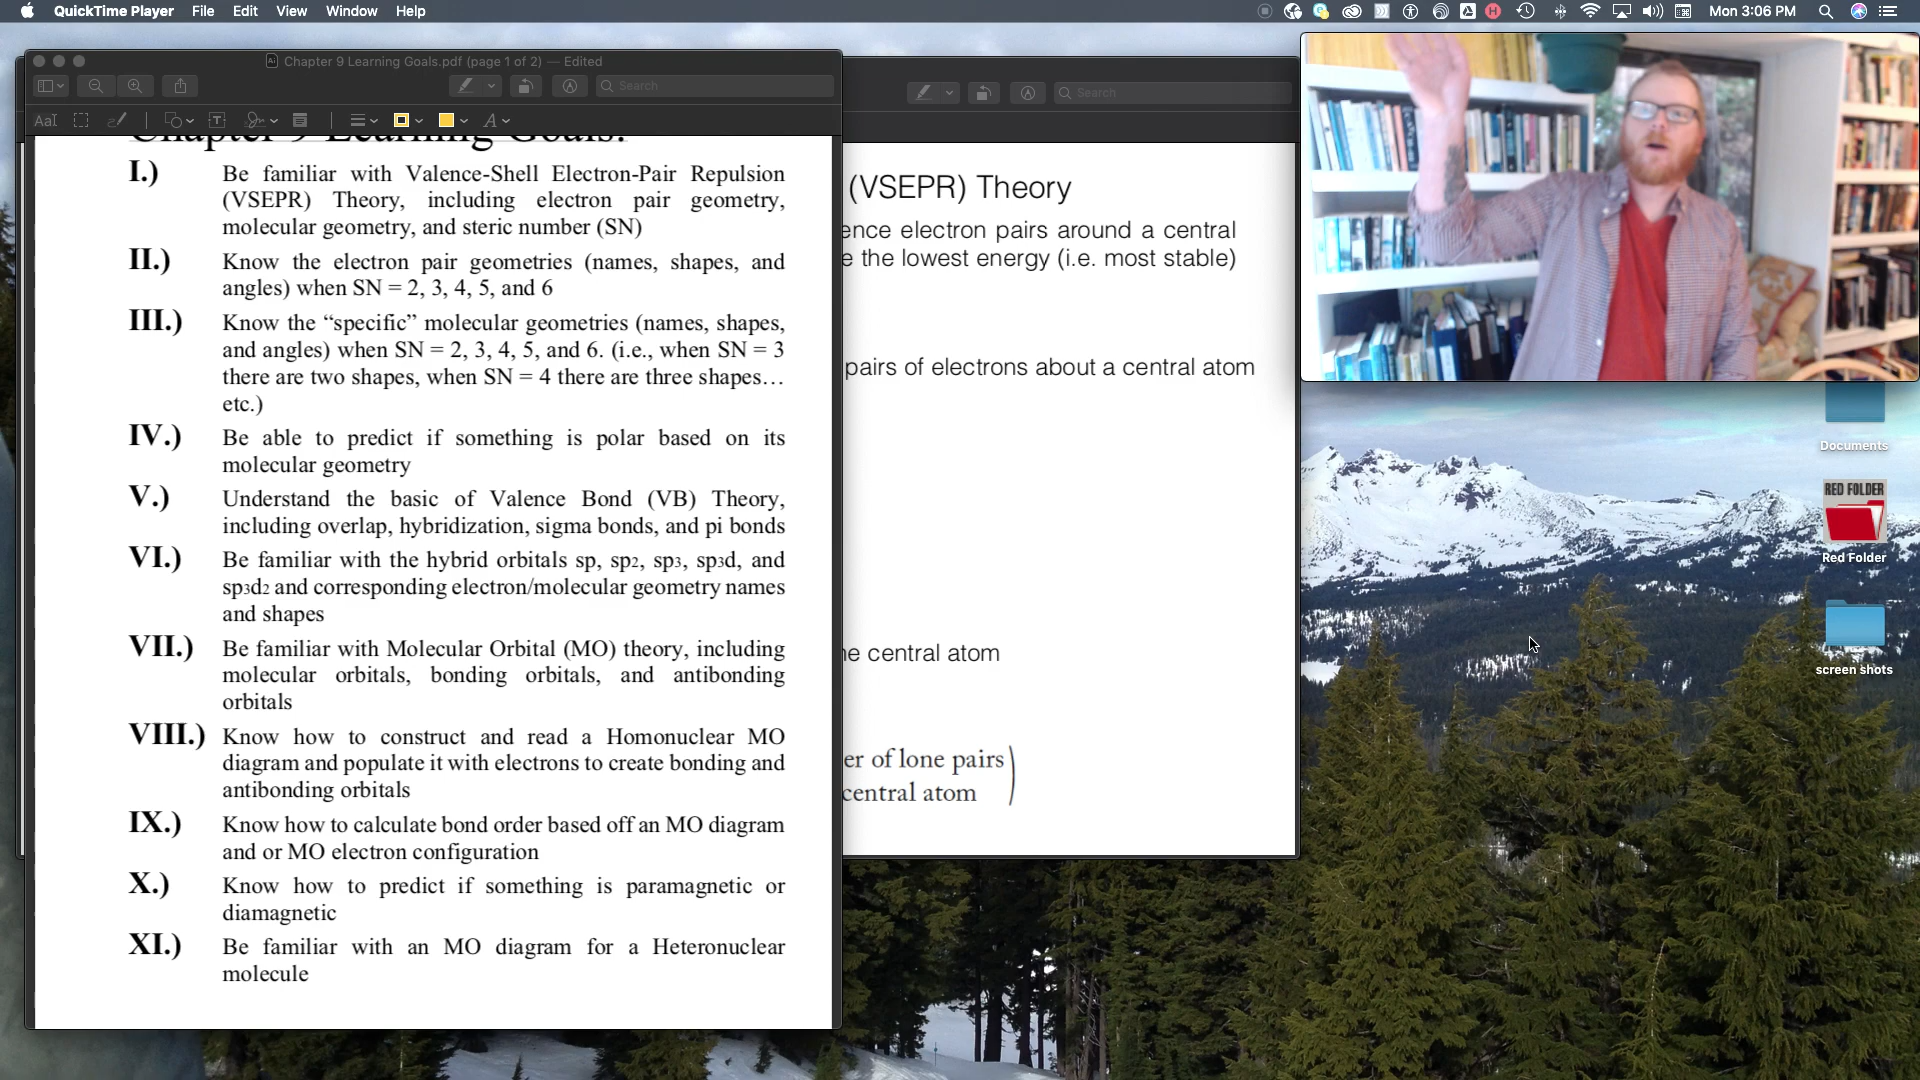 QuickTime Player File Edit View Window Help
Mon 3:06 PM
Chapter 9 Learning Goals.pdf (page 1 of 2) — Edited
Search
Search
Chapter 9 Learning Goals:
I.) Be familiar with Valence-Shell Electron-Pair Repulsion
(VSEPR) Theory, including electron pair geometry,
molecular geometry, and steric number (SN)
II.) Know the electron pair geometries (names, shapes, and
angles) when SN = 2, 3, 4, 5, and 6
III.) Know the “specific” molecular geometries (names, shapes,
and angles) when SN = 2, 3, 4, 5, and 6. (i.e., when SN = 3
there are two shapes, when SN = 4 there are three shapes…
etc.)
IV.) Be able to predict if something is polar based on its
molecular geometry
V.) Understand the basic of Valence Bond (VB) Theory,
including overlap, hybridization, sigma bonds, and pi bonds
VI.) Be familiar with the hybrid orbitals sp, sp2, sp3, sp3d, and
sp3d2 and corresponding electron/molecular geometry names
and shapes
VII.) Be familiar with Molecular Orbital (MO) theory, including
molecular orbitals, bonding orbitals, and antibonding
orbitals
VIII.) Know how to construct and read a Homonuclear MO
diagram and populate it with electrons to create bonding and
antibonding orbitals
IX.) Know how to calculate bond order based off an MO diagram
and or MO electron configuration
X.) Know how to predict if something is paramagnetic or
diamagnetic
XI.) Be familiar with an MO diagram for a Heteronuclear
molecule
(VSEPR) Theory
ence electron pairs around a central
e the lowest energy (i.e. most stable)
pairs of electrons about a central atom
he central atom
er of lone pairs
central atom
Documents
RED FOLDER
Red Folder
screen shots